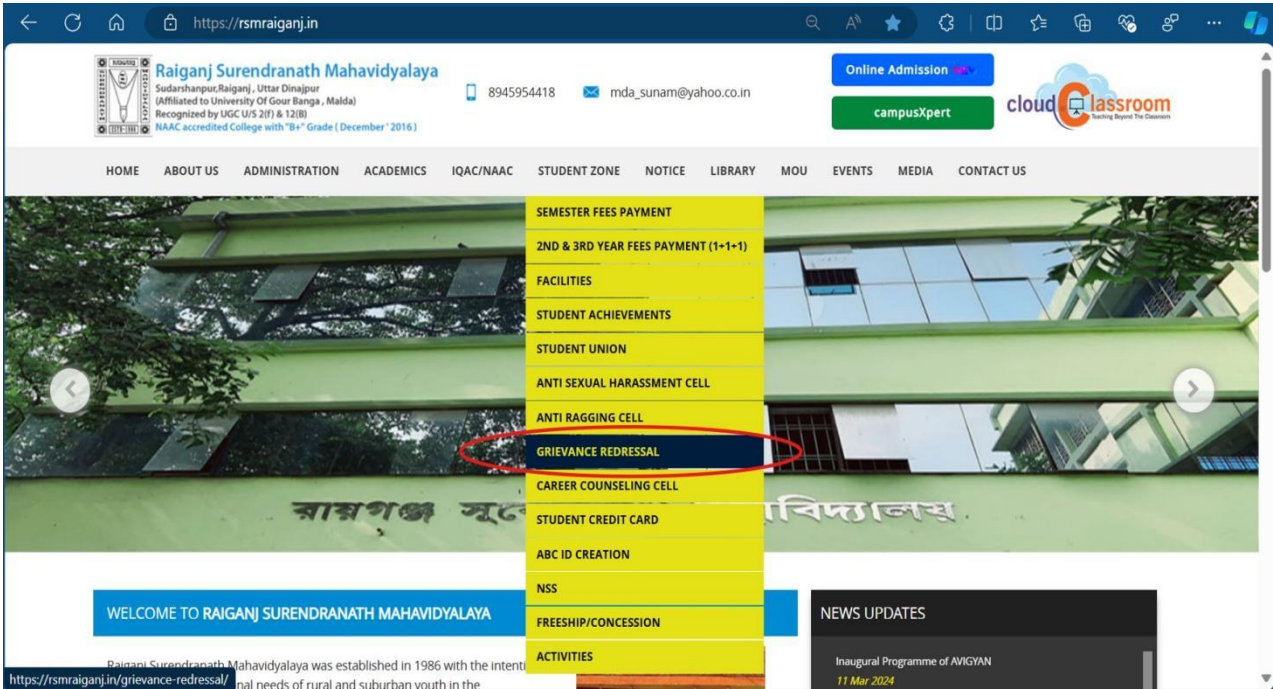 https://rsmraiganj.in
Raiganj Surendranath Mahavidyalaya
Sudarshanpur,Raiganj , Uttar Dinajpur
(Affiliated to University Of Gour Banga , Malda)
Recognized by UGC U/S 2(f) & 12(B)
NAAC accredited College with "B+" Grade ( December ' 2016 )
8945954418 mda_sunam@yahoo.co.in
Online Admission
campusXpert
cloud Classroom
Teaching Beyond The Classroom
HOME ABOUT US ADMINISTRATION ACADEMICS IQAC/NAAC STUDENT ZONE NOTICE LIBRARY MOU EVENTS MEDIA CONTACT US
SEMESTER FEES PAYMENT
2ND & 3RD YEAR FEES PAYMENT (1+1+1)
FACILITIES
STUDENT ACHIEVEMENTS
STUDENT UNION
ANTI SEXUAL HARASSMENT CELL
ANTI RAGGING CELL
GRIEVANCE REDRESSAL
CAREER COUNSELING CELL
STUDENT CREDIT CARD
ABC ID CREATION
NSS
FREESHIP/CONCESSION
ACTIVITIES
রায়গঞ্জ
WELCOME TO RAIGANJ SURENDRANATH MAHAVIDYALAYA
Raiganj Surendranath Mahavidyalaya was established in 1986 with the intenti
nal needs of rural and suburban youth in the
NEWS UPDATES
Inaugural Programme of AVIGYAN
11 Mar 2024
https://rsmraiganj.in/grievance-redressal/